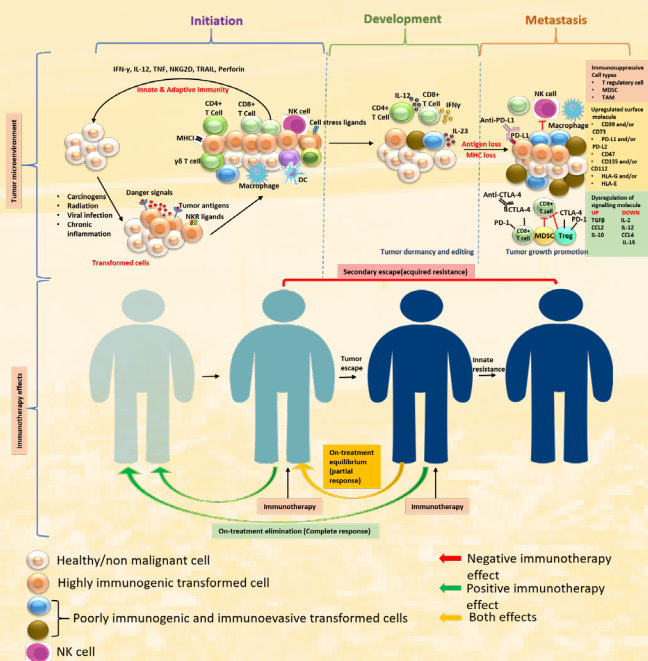 Initiation
Development
Metastasis
Tumor microenvironment
IFN-γ, IL-12, TNF, NKG2D, TRAIL, Perforin
Innate & Adaptive Immunity
CD4+
T Cell
CD8+
T Cell
NK cell
Cell stress ligands
MHCI
γδ T cell
Macrophage
DC
• Carcinogens
• Radiation
• Viral infection
• Chronic
inflammation
Danger signals
Tumor antigens
NKR ligands
Transformed cells
IL-12
CD8+
T Cell
IFNγ
CD4+
T Cell
IL-23
Antigen loss
MHC loss
Tumor dormancy and editing
NK cell
Macrophage
Anti-PD-L1
PD-L1
Anti-CTLA-4
CTLA-4
PD-1
CD8+
T cell
CD8+
T cell
CTLA-4
PD-1
MDSC
Treg
Tumor growth promotion
Immunosuppressive
Cell types
• T regulatory cell
• MDSC
• TAM
Upregulated surface
molecule
• CD39 and/or
CD73
• PD-L1 and/or
PD-L2
• CD47
• CD155 and/or
CD112
• HLA-G and/or
• HLA-E
Dysregulation of
signalling molecule
UP DOWN
TGFβ IL-2
CCL2 IL-12
IL-10 CCL4
IL-15
Secondary escape(acquired resistance)
Immunotherapy effects
Tumor
escape
Innate
resistance
On-treatment
equilibrium
(partial
response)
Immunotherapy
Immunotherapy
On-treatment elimination (Complete response)
Healthy/non malignant cell
Highly immunogenic transformed cell
Poorly immunogenic and immunoevasive transformed cells
NK cell
Negative immunotherapy
effect
Positive immunotherapy
effect
Both effects